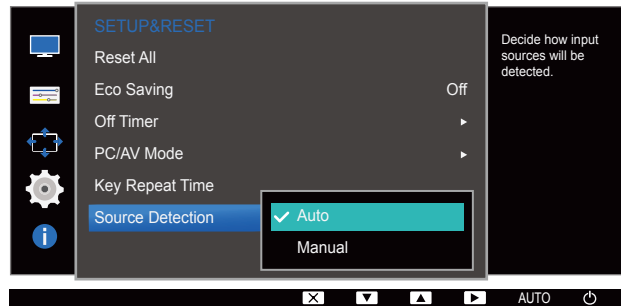 SETUP&RESET
Reset All
Eco Saving Off
Off Timer
PC/AV Mode
Key Repeat Time
Source Detection
Auto
Manual
Decide how input
sources will be
detected.
AUTO